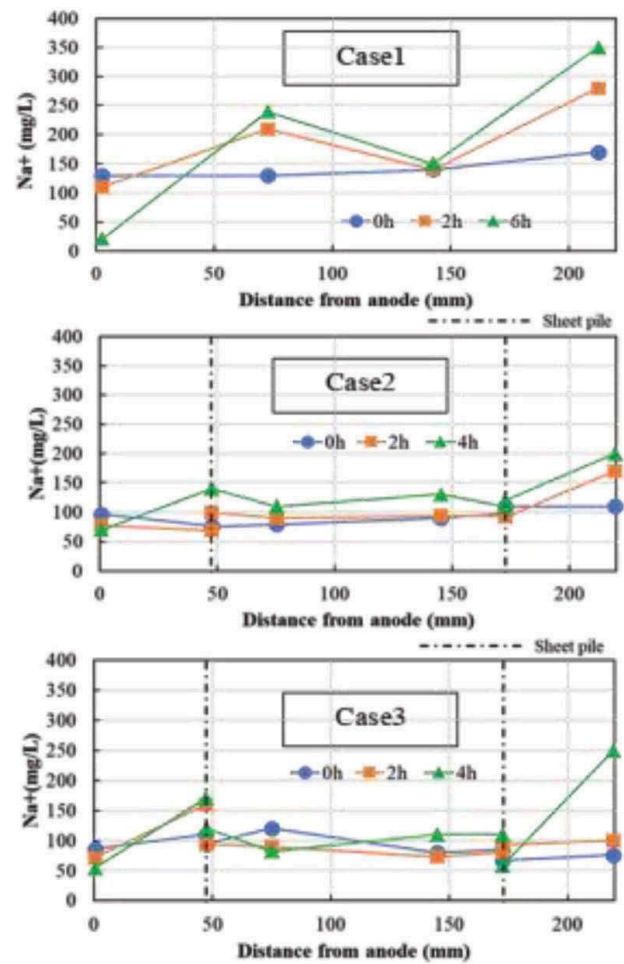 400
350
Case1
300
250
200
150
100
50
0
Na+ (mg/L)
0h 2h 6h
0 50 100 150 200
Distance from anode (mm)
Sheet pile
400
350
Case2
300
250
200
150
100
50
0
Na+(mg/L)
0h 2h 4h
0 50 100 150 200
Distance from anode (mm)
Sheet pile
400
350
Case3
300
250
200
150
100
50
0
Na+(mg/L)
0h 2h 4h
0 50 100 150 200
Distance from anode (mm)